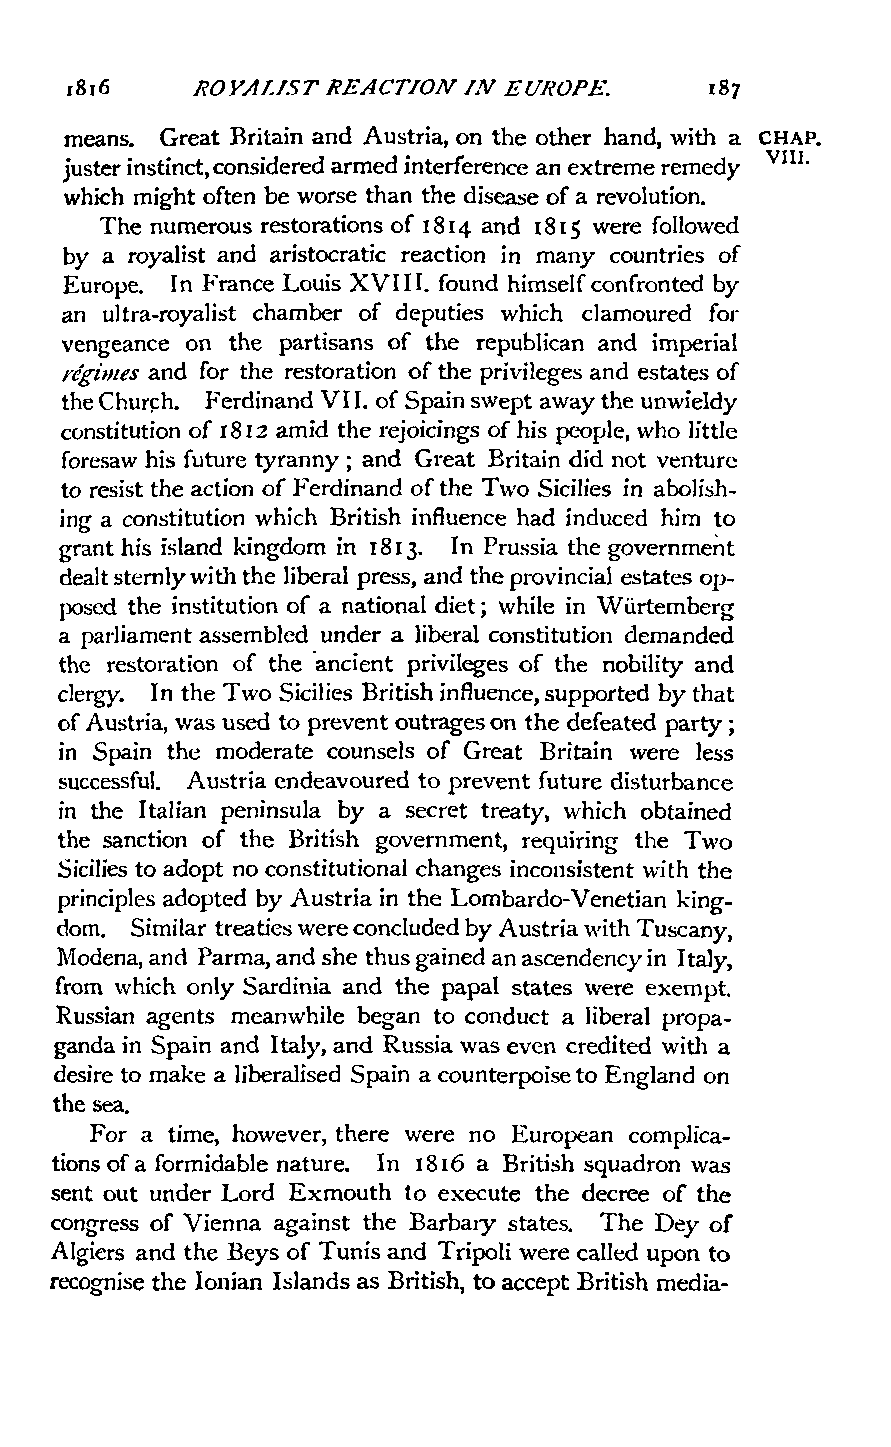 1816 ROYALIST REACTION IN EUROPE. 187
means. Great Britain and Austria, on the other hand, with a CHAP.
juster instinct, considered armed interference an extreme remedy VIII.
which might often be worse than the disease of a revolution.
The numerous restorations of 1814 and 1815 were followed
by a royalist and aristocratic reaction in many countries of
Europe. In France Louis XVIII. found himself confronted by
an ultra-royalist chamber of deputies which clamoured for
vengeance on the partisans of the republican and imperial
régimes and for the restoration of the privileges and estates of
the Church. Ferdinand VII. of Spain swept away the unwieldy
constitution of 1812 amid the rejoicings of his people, who little
foresaw his future tyranny ; and Great Britain did not venture
to resist the action of Ferdinand of the Two Sicilies in abolish-
ing a constitution which British influence had induced him to
grant his island kingdom in 1813. In Prussia the government
dealt sternly with the liberal press, and the provincial estates op-
posed the institution of a national diet ; while in Würtemberg
a parliament assembled under a liberal constitution demanded
the restoration of the ancient privileges of the nobility and
clergy. In the Two Sicilies British influence, supported by that
of Austria, was used to prevent outrages on the defeated party ;
in Spain the moderate counsels of Great Britain were less
successful. Austria endeavoured to prevent future disturbance
in the Italian peninsula by a secret treaty, which obtained
the sanction of the British government, requiring the Two
Sicilies to adopt no constitutional changes inconsistent with the
principles adopted by Austria in the Lombardo-Venetian king-
dom. Similar treaties were concluded by Austria with Tuscany,
Modena, and Parma, and she thus gained an ascendency in Italy,
from which only Sardinia and the papal states were exempt.
Russian agents meanwhile began to conduct a liberal propa-
ganda in Spain and Italy, and Russia was even credited with a
desire to make a liberalised Spain a counterpoise to England on
the sea.
For a time, however, there were no European complica-
tions of a formidable nature. In 1816 a British squadron was
sent out under Lord Exmouth to execute the decree of the
congress of Vienna against the Barbary states. The Dey of
Algiers and the Beys of Tunis and Tripoli were called upon to
recognise the Ionian Islands as British, to accept British media-